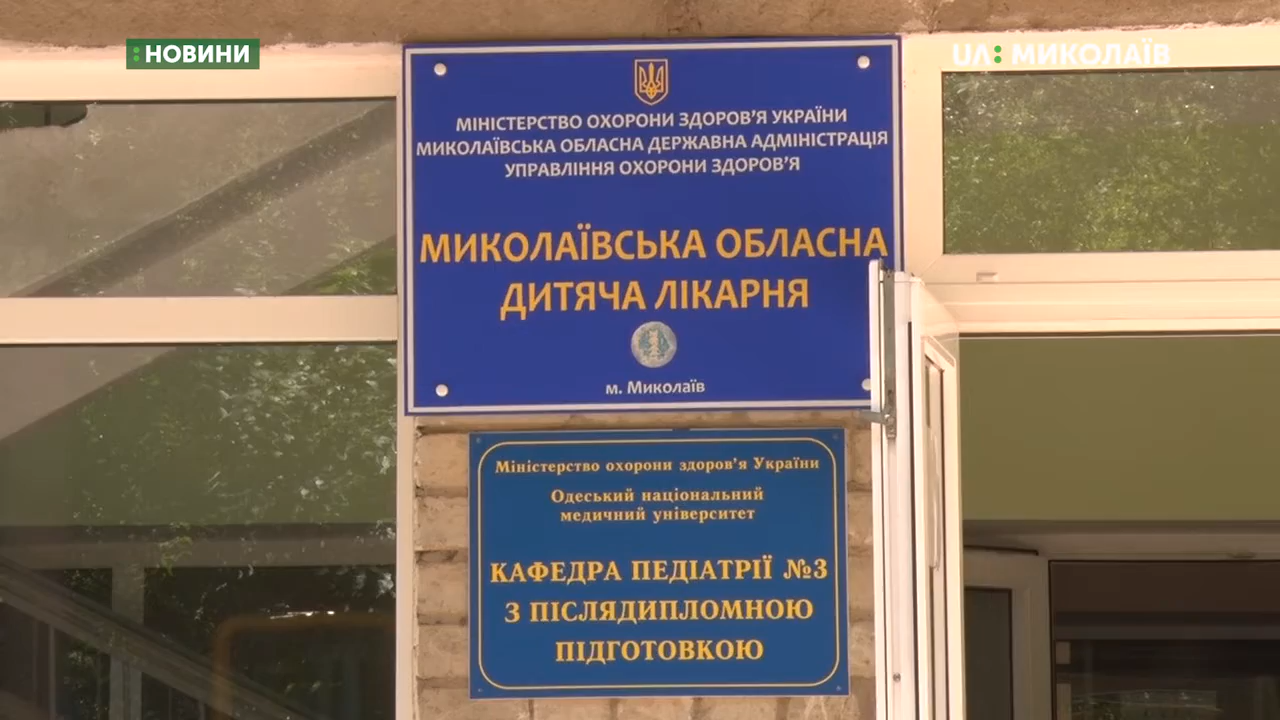 :НОВИНИ
UA: МИКОЛАЇВ
МІНІСТЕРСТВО ОХОРОНИ ЗДОРОВ'Я УКРАЇНИ
МИКОЛАЇВСЬКА ОБЛАСНА ДЕРЖАВНА АДМІНІСТРАЦІЯ
УПРАВЛІННЯ ОХОРОНИ ЗДОРОВ'Я
МИКОЛАЇВСЬКА ОБЛАСНА
ДИТЯЧА ЛІКАРНЯ
м. Миколаїв
Міністерство охорони здоров'я України
Одеський національний
медичний університет
КАФЕДРА ПЕДІАТРІЇ №3
З ПІСЛЯДИПЛОМНОЮ
ПІДГОТОВКОЮ